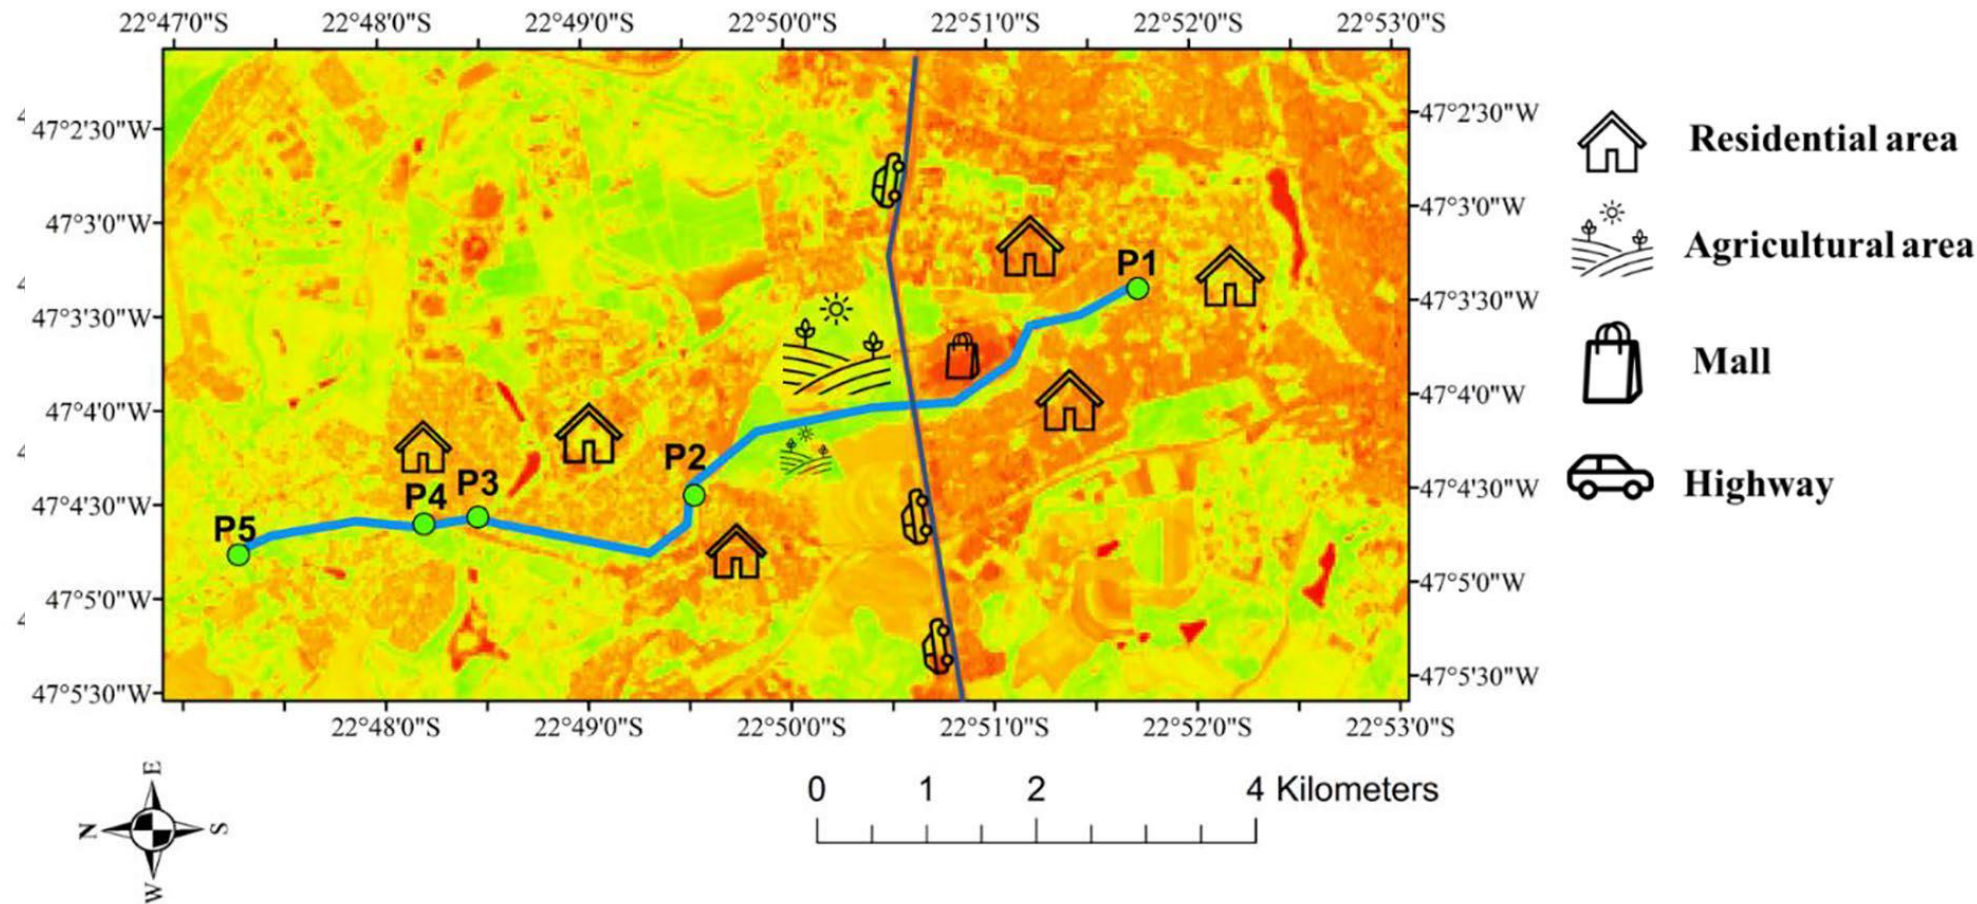 22°47'0"S 22°48'0"S 22°49'0"S 22°50'0"S 22°51'0"S 22°52'0"S 22°53'0"S
47°2'30"W
47°3'0"W
47°3'30"W
47°4'0"W
47°4'30"W
47°5'0"W
47°5'30"W
P1
P2
P3
P4
P5
47°2'30"W
47°3'0"W
47°3'30"W
47°4'0"W
47°4'30"W
47°5'0"W
47°5'30"W
22°48'0"S 22°49'0"S 22°50'0"S 22°51'0"S 22°52'0"S 22°53'0"S
Residential area
Agricultural area
Mall
Highway
E
N S
W
0 1 2 4 Kilometers